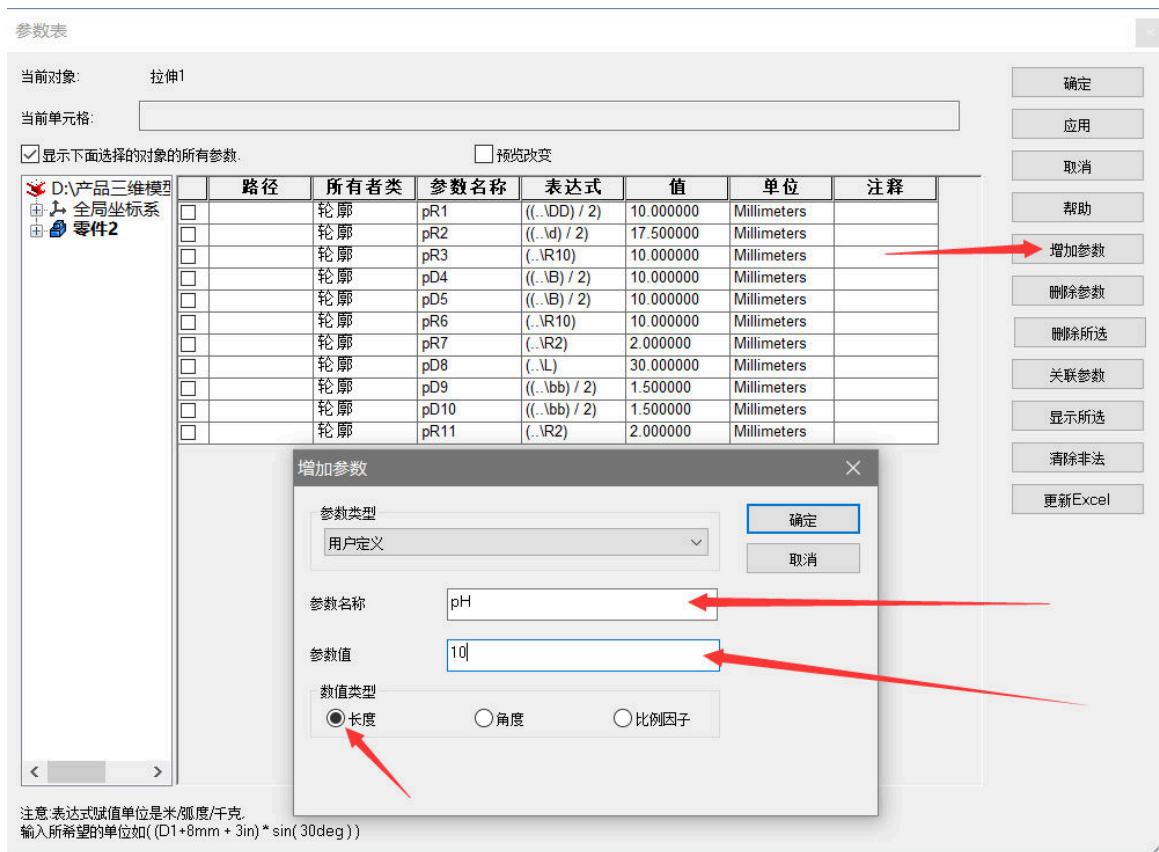 参数表
当前对象: 拉伸1
确定
当前单元格:
应用
显示下面选择的对象的所有参数. 预览改变
取消
D:\产品三维模型
全局坐标系
零件2
路径 所有者类 参数名称 表达式 值 单位 注释
轮廓 pR1 ((..\DD) / 2) 10.000000 Millimeters
轮廓 pR2 ((..\d) / 2) 17.500000 Millimeters
轮廓 pR3 (..\R10) 10.000000 Millimeters
轮廓 pD4 ((..\B) / 2) 10.000000 Millimeters
轮廓 pD5 ((..\B) / 2) 10.000000 Millimeters
轮廓 pR6 (..\R10) 10.000000 Millimeters
轮廓 pR7 (..\R2) 2.000000 Millimeters
轮廓 pD8 (..\L) 30.000000 Millimeters
轮廓 pD9 ((..\bb) / 2) 1.500000 Millimeters
轮廓 pD10 ((..\bb) / 2) 1.500000 Millimeters
轮廓 pR11 (..\R2) 2.000000 Millimeters
帮助
增加参数
删除参数
删除所选
关联参数
显示所选
清除非法
更新Excel
增加参数
参数类型
用户定义
确定
取消
参数名称 pH
参数值 10
数值类型
长度 角度 比例因子
注意:表达式赋值单位是米/弧度/千克.
输入所希望的单位如( (D1+8mm + 3in) * sin( 30deg ) )